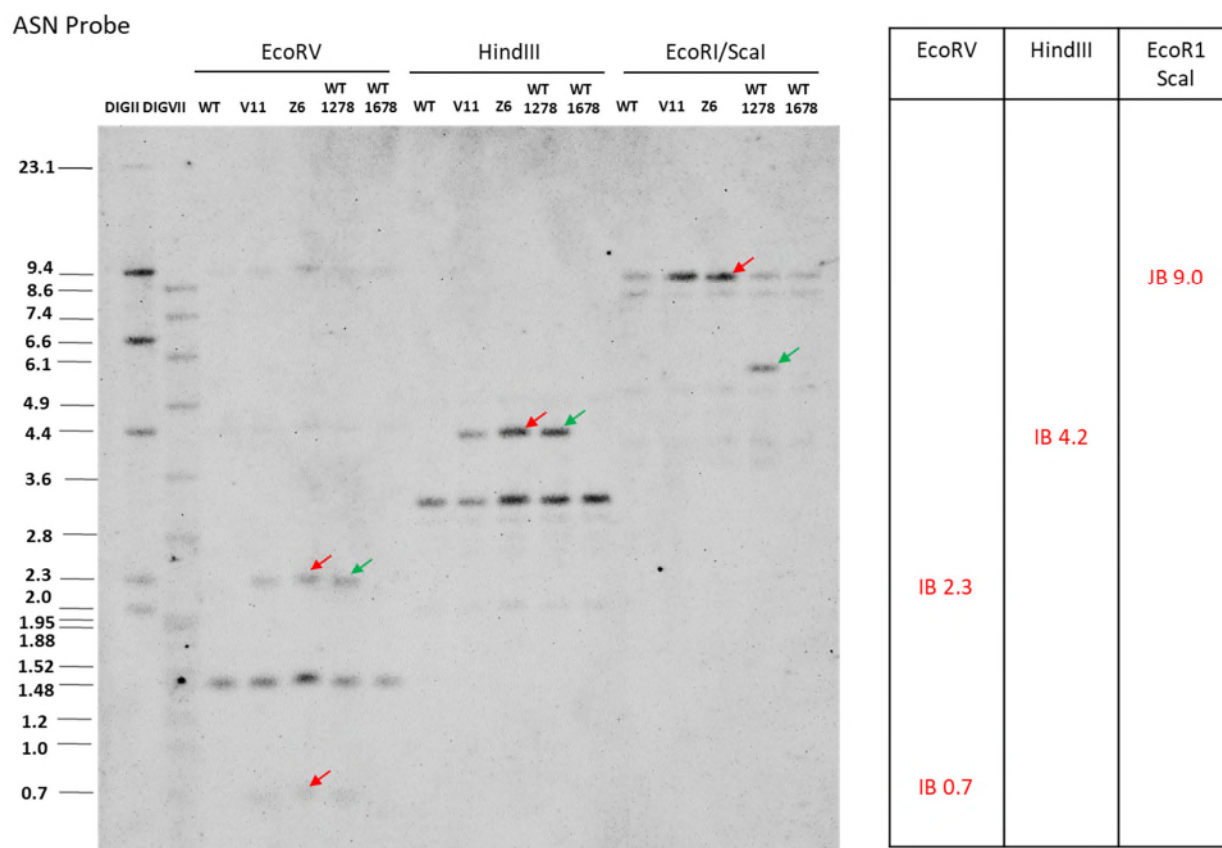 ASN Probe
EcoRV HindIII EcoRI/ScaI
DIGII DIGVII WT V11 Z6 WT 1278 WT 1678 WT V11 Z6 WT 1278 WT 1678 WT V11 Z6 WT 1278 WT 1678
23.1
9.4
8.6
7.4
6.6
6.1
4.9
4.4
3.6
2.8
2.3
2.0
1.95
1.88
1.52
1.48
1.2
1.0
0.7
EcoRV HindIII EcoR1
ScaI
JB 9.0
IB 4.2
IB 2.3
IB 0.7